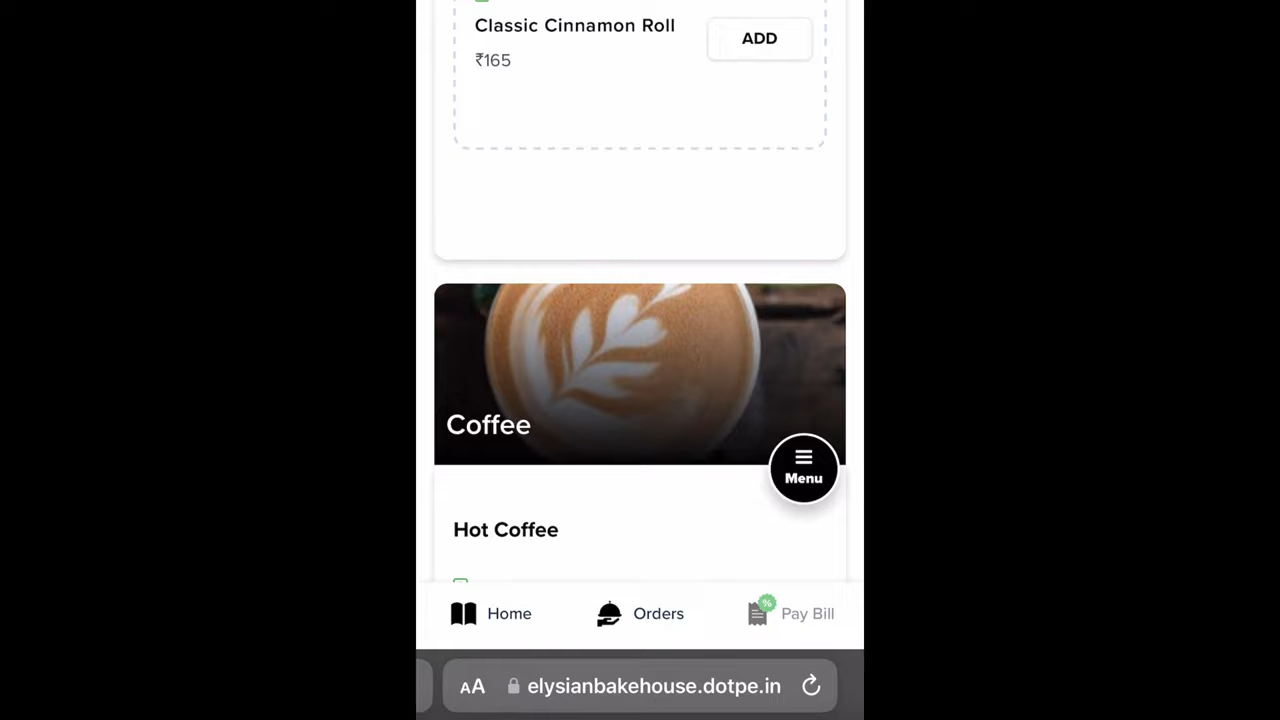 Classic Cinnamon Roll
ADD
₹165
Coffee
Menu
Hot Coffee
Home
Orders
%
Pay Bill
AA
elysianbakehouse.dotpe.in